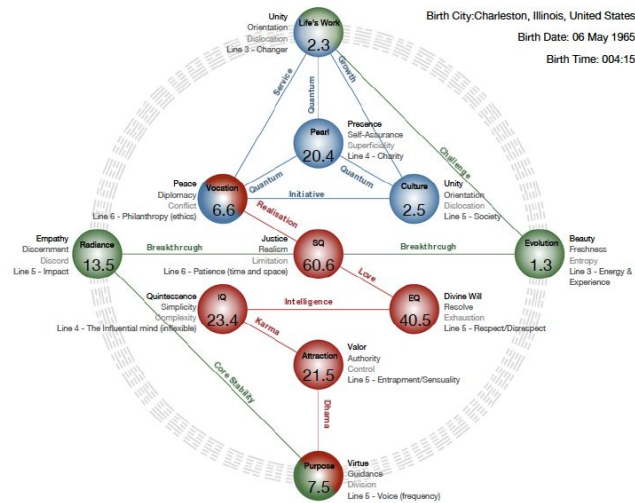 Birth City:Charleston, Illinois, United States
Birth Date: 06 May 1965
Birth Time: 004:15
Unity
Orientation
Dislocation
Line 3 - Changer
Life's Work
2.3
Service
Quantum
Growth
Challenge
Pearl
20.4
Presence
Self-Assurance
Superficiality
Line 4 - Charity
Quantum
Quantum
Peace
Diplomacy
Conflict
Line 6 - Philanthropy (ethics)
Vocation
6.6
Initiative
Culture
2.5
Unity
Orientation
Dislocation
Line 5 - Society
Realisation
Empathy
Discernment
Discord
Line 5 - Impact
Radiance
13.5
Breakthrough
Justice
Realism
Limitation
Line 6 - Patience (time and space)
SQ
60.6
Breakthrough
Evolution
1.3
Beauty
Freshness
Entropy
Line 3 - Energy &
Experience
Love
Quintessence
Simplicity
Complexity
Line 4 - The Influential mind (inflexible)
IQ
23.4
Intelligence
EQ
40.5
Divine Will
Resolve
Exhaustion
Line 5 - Respect/Disrespect
Karma
Attraction
21.5
Valor
Authority
Control
Line 5 - Entrapment/Sensuality
Core Stability
Dharma
Purpose
7.5
Virtue
Guidance
Division
Line 5 - Voice (frequency)